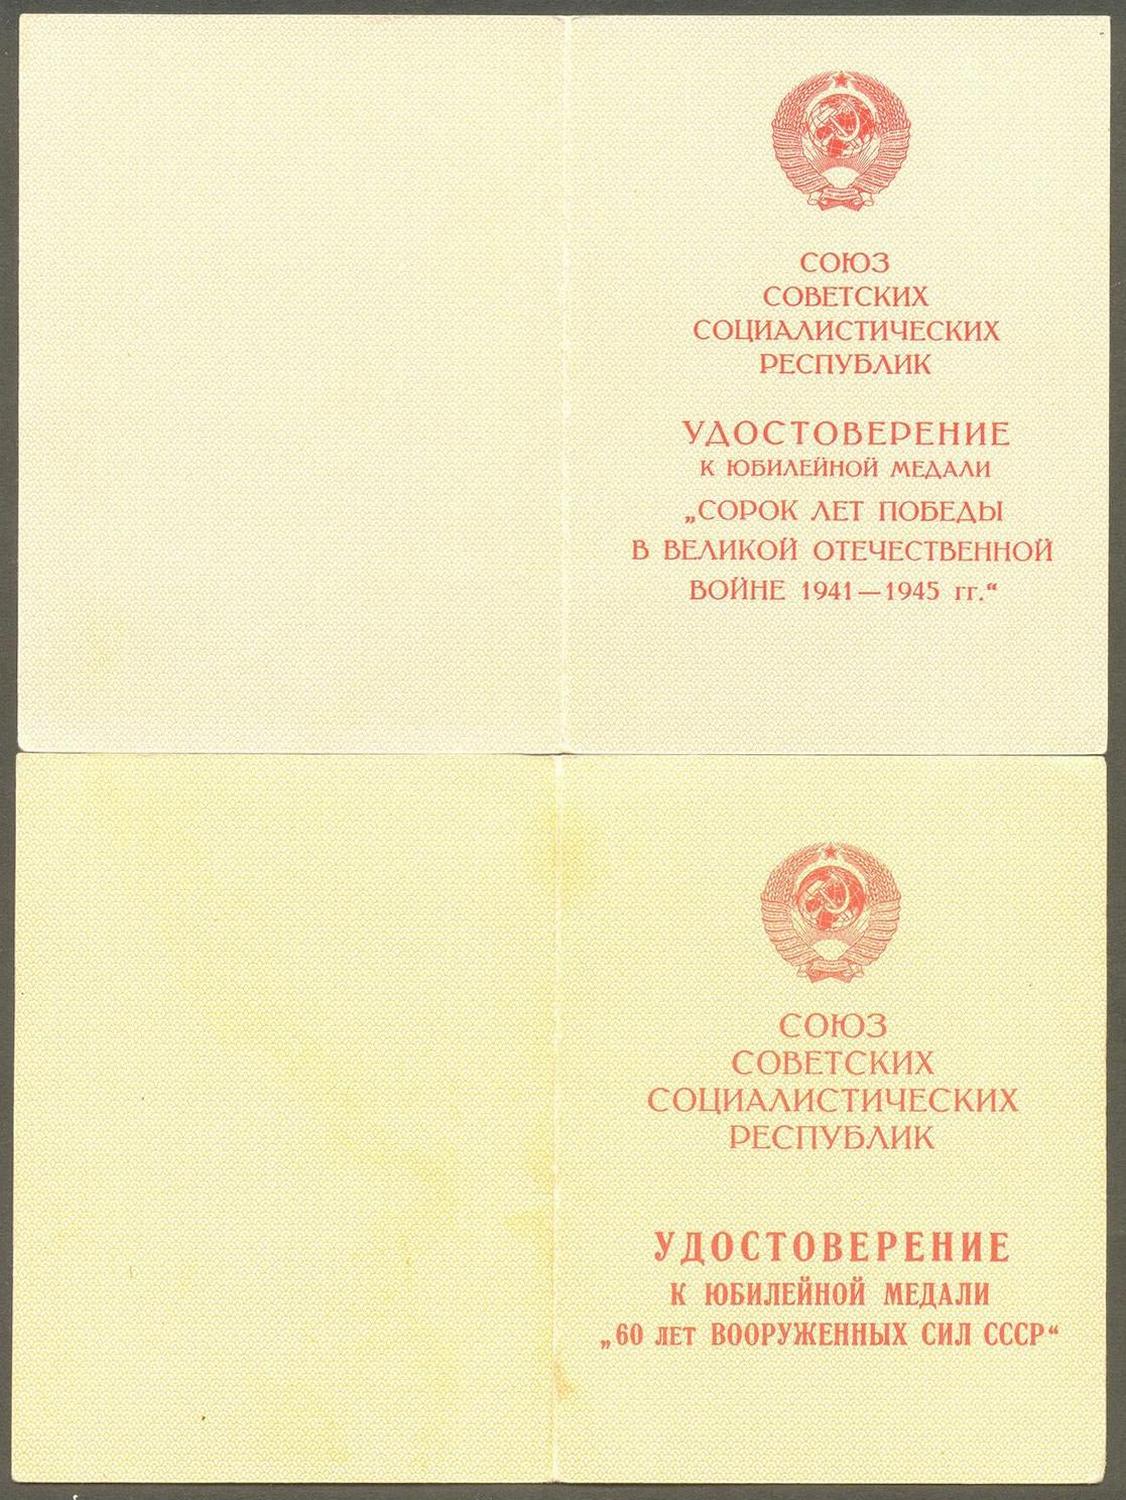 СОЮЗ
СОВЕТСКИХ
СОЦИАЛИСТИЧЕСКИХ
РЕСПУБЛИК
УДОСТОВЕРЕНИЕ
К ЮБИЛЕЙНОЙ МЕДАЛИ
„СОРОК ЛЕТ ПОБЕДЫ
В ВЕЛИКОЙ ОТЕЧЕСТВЕННОЙ
ВОЙНЕ 1941—1945 гг.“
СОЮЗ
СОВЕТСКИХ
СОЦИАЛИСТИЧЕСКИХ
РЕСПУБЛИК
УДОСТОВЕРЕНИЕ
К ЮБИЛЕЙНОЙ МЕДАЛИ
„60 лет ВООРУЖЕННЫХ СИЛ СССР“